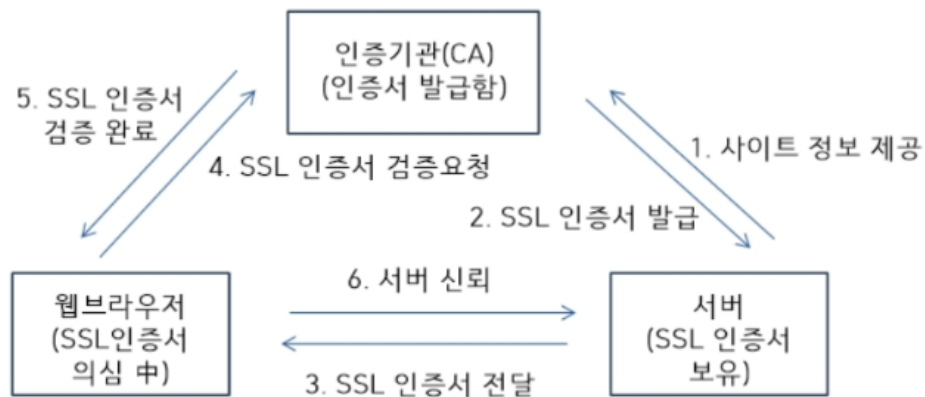 인증기관(CA)
(인증서 발급함)
5. SSL 인증서
검증 완료
4. SSL 인증서 검증요청
1. 사이트 정보 제공
2. SSL 인증서 발급
웹브라우저
(SSL인증서
의심 中)
6. 서버 신뢰
3. SSL 인증서 전달
서버
(SSL 인증서
보유)